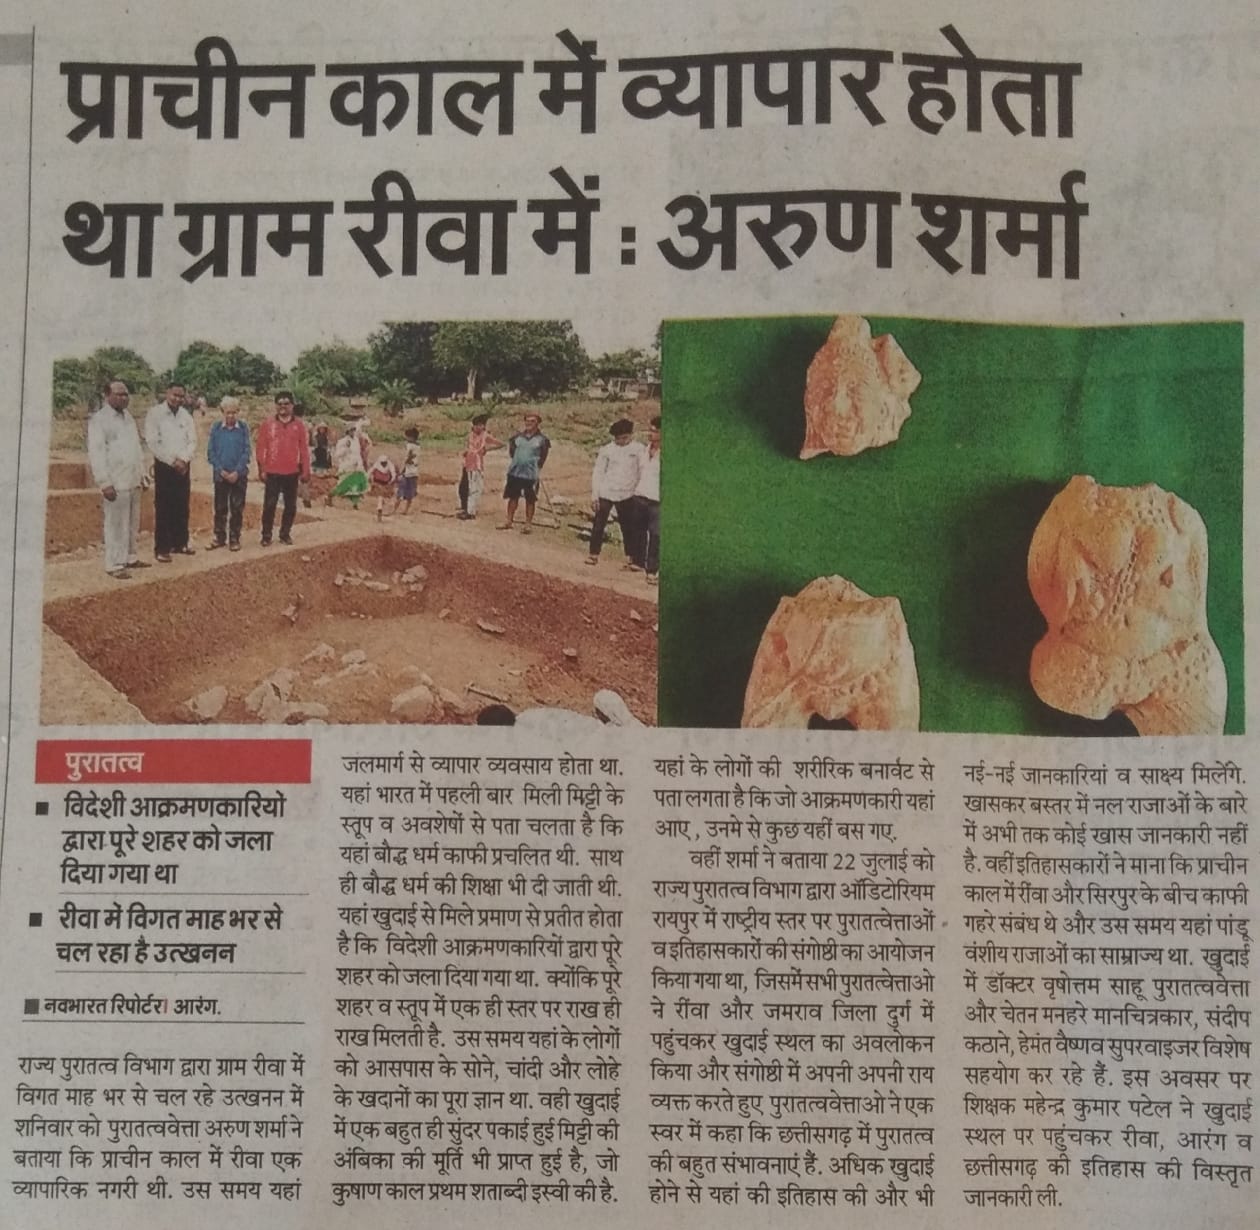 प्राचीन काल में व्यापार होता
था ग्राम रीवा में : अरुण शर्मा
पुरातत्व
■ विदेशी आक्रमणकारियों
द्वारा पूरे शहर को जला
दिया गया था
■ रीवा में विगत माह भर से
चल रहा है उत्खनन
■ नवभारत रिपोर्टर। आरंग.
राज्य पुरातत्व विभाग द्वारा ग्राम रीवा में
विगत माह भर से चल रहे उत्खनन में
शनिवार को पुरातत्ववेत्ता अरुण शर्मा ने
बताया कि प्राचीन काल में रीवा एक
व्यापारिक नगरी थी. उस समय यहां
जलमार्ग से व्यापार व्यवसाय होता था.
यहां भारत में पहली बार मिली मिट्टी के
स्तूप व अवशेषों से पता चलता है कि
यहां बौद्ध धर्म काफी प्रचलित थी. साथ
ही बौद्ध धर्म की शिक्षा भी दी जाती थी.
यहां खुदाई से मिले प्रमाण से प्रतीत होता
है कि विदेशी आक्रमणकारियों द्वारा पूरे
शहर को जला दिया गया था. क्योंकि पूरे
शहर व स्तूप में एक ही स्तर पर राख ही
राख मिलती है. उस समय यहां के लोगों
को आसपास के सोने, चांदी और लोहे
के खदानों का पूरा ज्ञान था. वही खुदाई
में एक बहुत ही सुंदर पकाई हुई मिट्टी की
अंबिका की मूर्ति भी प्राप्त हुई है, जो
कुषाण काल प्रथम शताब्दी इस्वी की है.
यहां के लोगों की शरीरिक बनावट से
पता लगता है कि जो आक्रमणकारी यहां
आए , उनमे से कुछ यहीं बस गए.
वहीं शर्मा ने बताया 22 जुलाई को
राज्य पुरातत्व विभाग द्वारा ऑडिटोरियम
रायपुर में राष्ट्रीय स्तर पर पुरातत्वेत्ताओं
व इतिहासकारों की संगोष्ठी का आयोजन
किया गया था, जिसमें सभी पुरातत्वेत्ताओ
ने रींवा और जमराव जिला दुर्ग में
पहुंचकर खुदाई स्थल का अवलोकन
किया और संगोष्ठी में अपनी अपनी राय
व्यक्त करते हुए पुरातत्ववेत्ताओ ने एक
स्वर में कहा कि छत्तीसगढ़ में पुरातत्व
की बहुत संभावनाएं हैं. अधिक खुदाई
होने से यहां की इतिहास की और भी
नई-नई जानकारियां व साक्ष्य मिलेंगे.
खासकर बस्तर में नल राजाओं के बारे
में अभी तक कोई खास जानकारी नहीं
है. वहीं इतिहासकारों ने माना कि प्राचीन
काल में रींवा और सिरपुर के बीच काफी
गहरे संबंध थे और उस समय यहां पांडू
वंशीय राजाओं का साम्राज्य था. खुदाई
में डॉक्टर वृषोत्तम साहू पुरातत्ववेत्ता
और चेतन मनहरे मानचित्रकार, संदीप
कठाने, हेमंत वैष्णव सुपरवाइजर विशेष
सहयोग कर रहे हैं. इस अवसर पर
शिक्षक महेन्द्र कुमार पटेल ने खुदाई
स्थल पर पहुंचकर रीवा, आरंग व
छत्तीसगढ़ की इतिहास की विस्तृत
जानकारी ली.